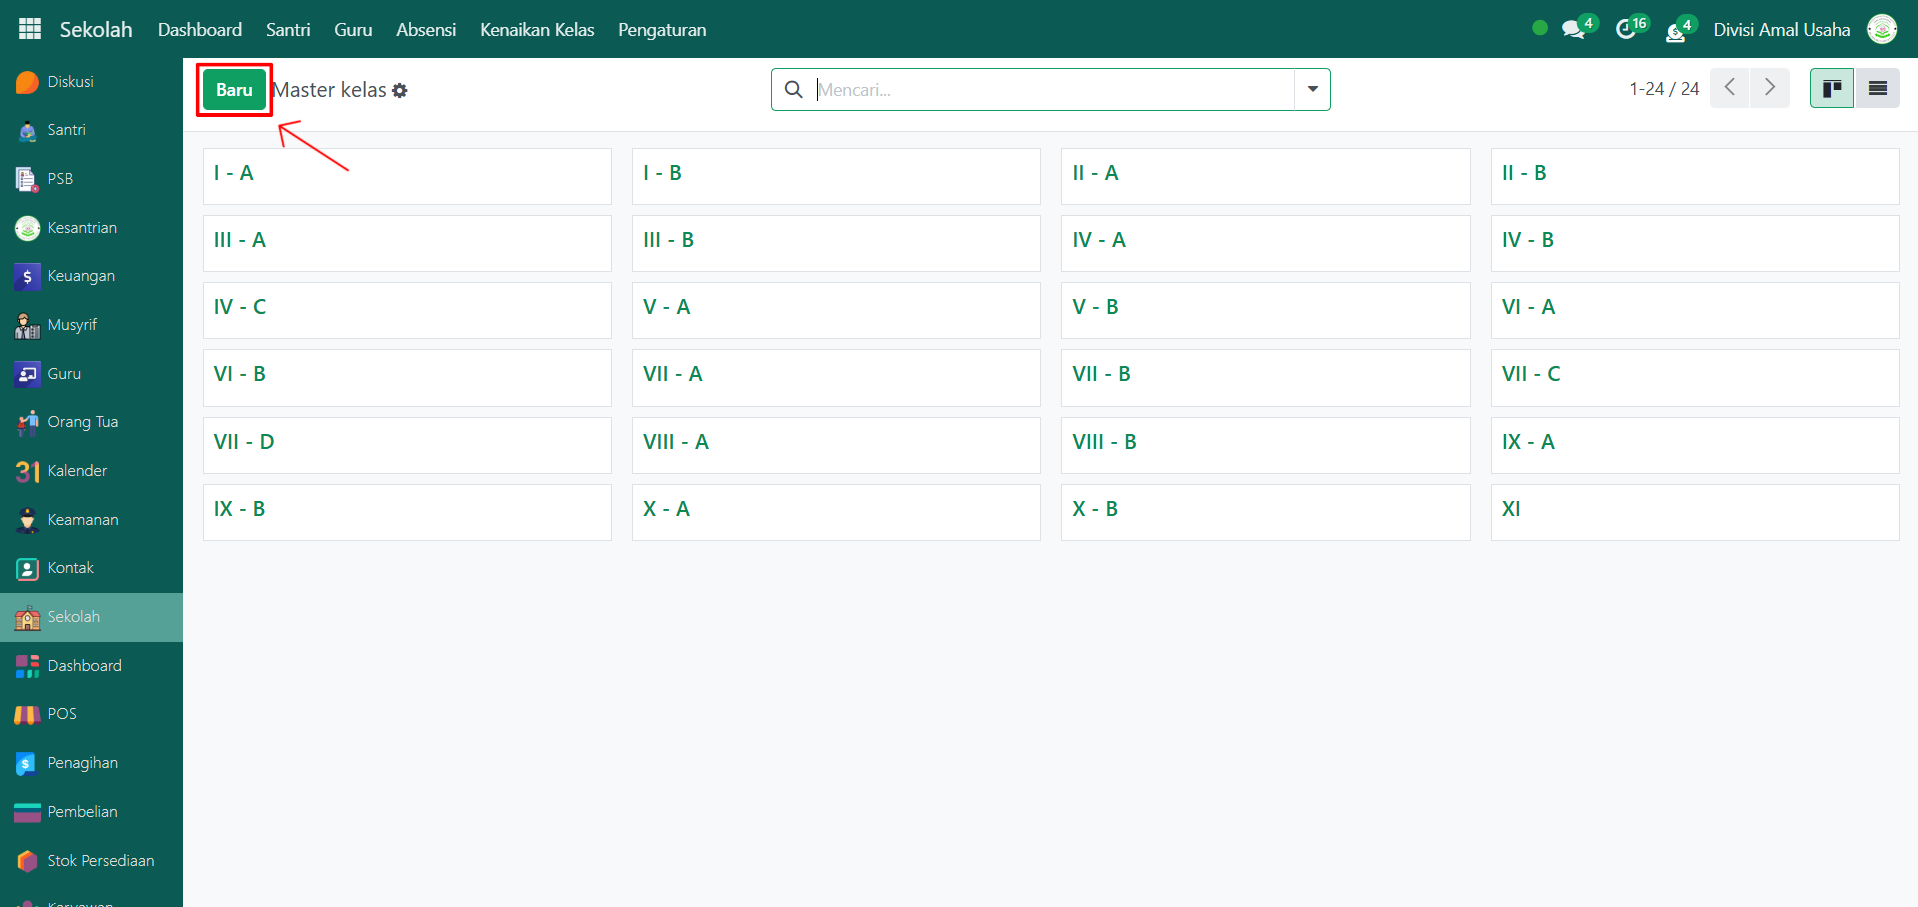 Sekolah Dashboard Santri Guru Absensi Kenaikan Kelas Pengaturan 4 16 4 Divisi Amal Usaha
Diskusi
Santri
PSB
Kesantrian
Keuangan
Musyrif
Guru
Orang Tua
Kalender
Keamanan
Kontak
Sekolah
Dashboard
POS
Penagihan
Pembelian
Stok Persediaan
Karyawan
Baru Master kelas Mencari... 1-24 / 24
I - A I - B II - A II - B
III - A III - B IV - A IV - B
IV - C V - A V - B VI - A
VI - B VII - A VII - B VII - C
VII - D VIII - A VIII - B IX - A
IX - B X - A X - B XI